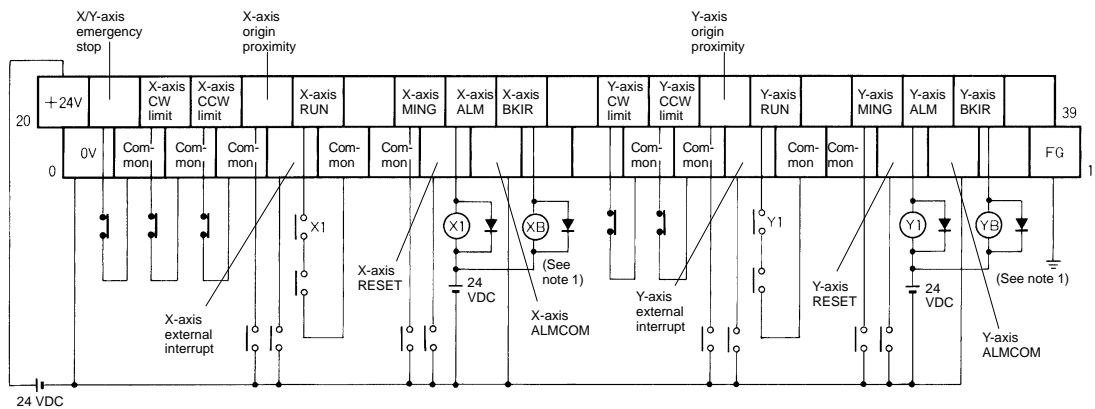 X/Y-axis
emergency
stop
X-axis
origin
proximity
Y-axis
origin
proximity
20
+24V
X-axis
CW
limit
X-axis
CCW
limit
X-axis
RUN
X-axis
MING
X-axis
ALM
X-axis
BKIR
Y-axis
CW
limit
Y-axis
CCW
limit
Y-axis
RUN
Y-axis
MING
Y-axis
ALM
Y-axis
BKIR
39
0
0V
Com-
mon
Com-
mon
Com-
mon
Com-
mon
Com-
mon
Com-
mon
Com-
mon
Com-
mon
Com-
mon
FG
1
X1
X1
XB
Y1
Y1
YB
(See
note 1)
(See note 1)
X-axis
external
interrupt
X-axis
RESET
24
VDC
X-axis
ALMCOM
Y-axis
external
interrupt
Y-axis
RESET
24
VDC
Y-axis
ALMCOM
24 VDC